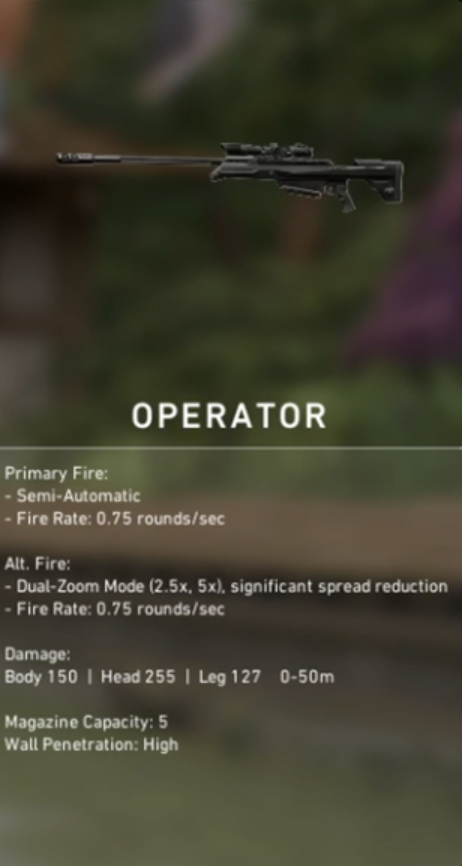 OPERATOR
Primary Fire:
- Semi-Automatic
- Fire Rate: 0.75 rounds/sec
Alt. Fire:
- Dual-Zoom Mode (2.5x, 5x), significant spread reduction
- Fire Rate: 0.75 rounds/sec
Damage:
Body 150 | Head 255 | Leg 127 0-50m
Magazine Capacity: 5
Wall Penetration: High